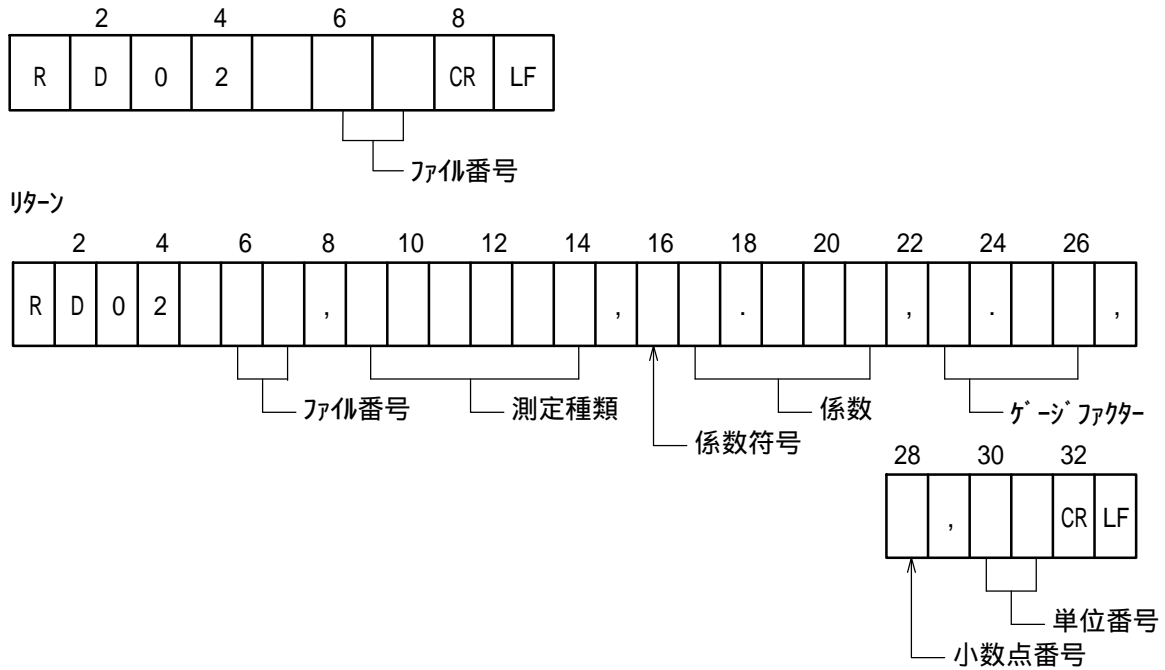 2 4 6 8
R D 0 2 CR LF
ﾌｧｲﾙ番号
ﾘﾀｰﾝ
2 4 6 8 10 12 14 16 18 20 22 24 26
R D 0 2 , , . , . ,
ﾌｧｲﾙ番号 測定種類 係数 ｹﾞｰｼﾞﾌｧｸﾀｰ
係数符号
28 30 32
, CR LF
単位番号
小数点番号